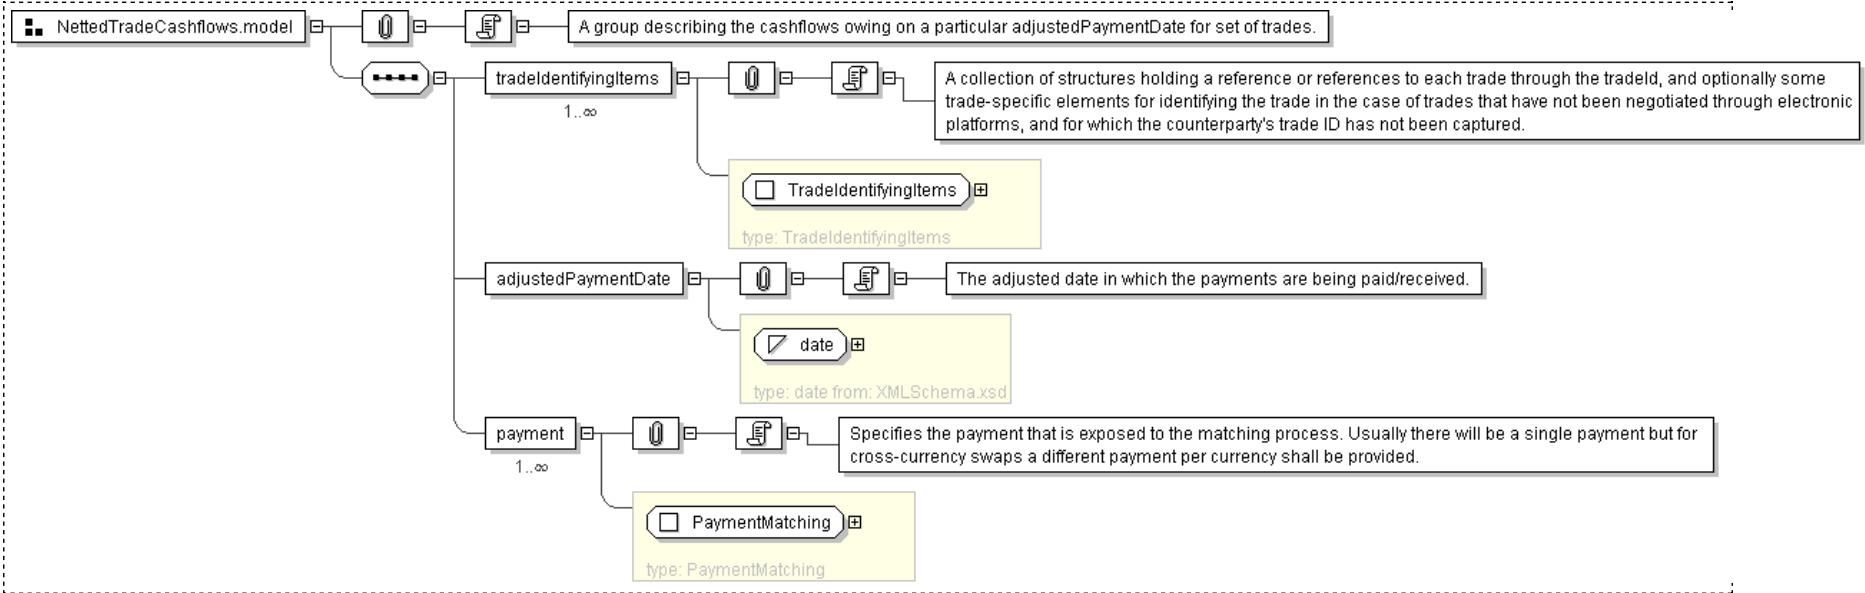 NettedTradeCashflows.model
A group describing the cashflows owing on a particular adjustedPaymentDate for set of trades.
tradeIdentifyingItems
1..∞
A collection of structures holding a reference or references to each trade through the tradeId, and optionally some
trade-specific elements for identifying the trade in the case of trades that have not been negotiated through electronic
platforms, and for which the counterparty's trade ID has not been captured.
TradeIdentifyingItems
type: TradeIdentifyingItems
adjustedPaymentDate
The adjusted date in which the payments are being paid/received.
date
type: date from: XMLSchema.xsd
payment
1..∞
Specifies the payment that is exposed to the matching process. Usually there will be a single payment but for
cross-currency swaps a different payment per currency shall be provided.
PaymentMatching
type: PaymentMatching